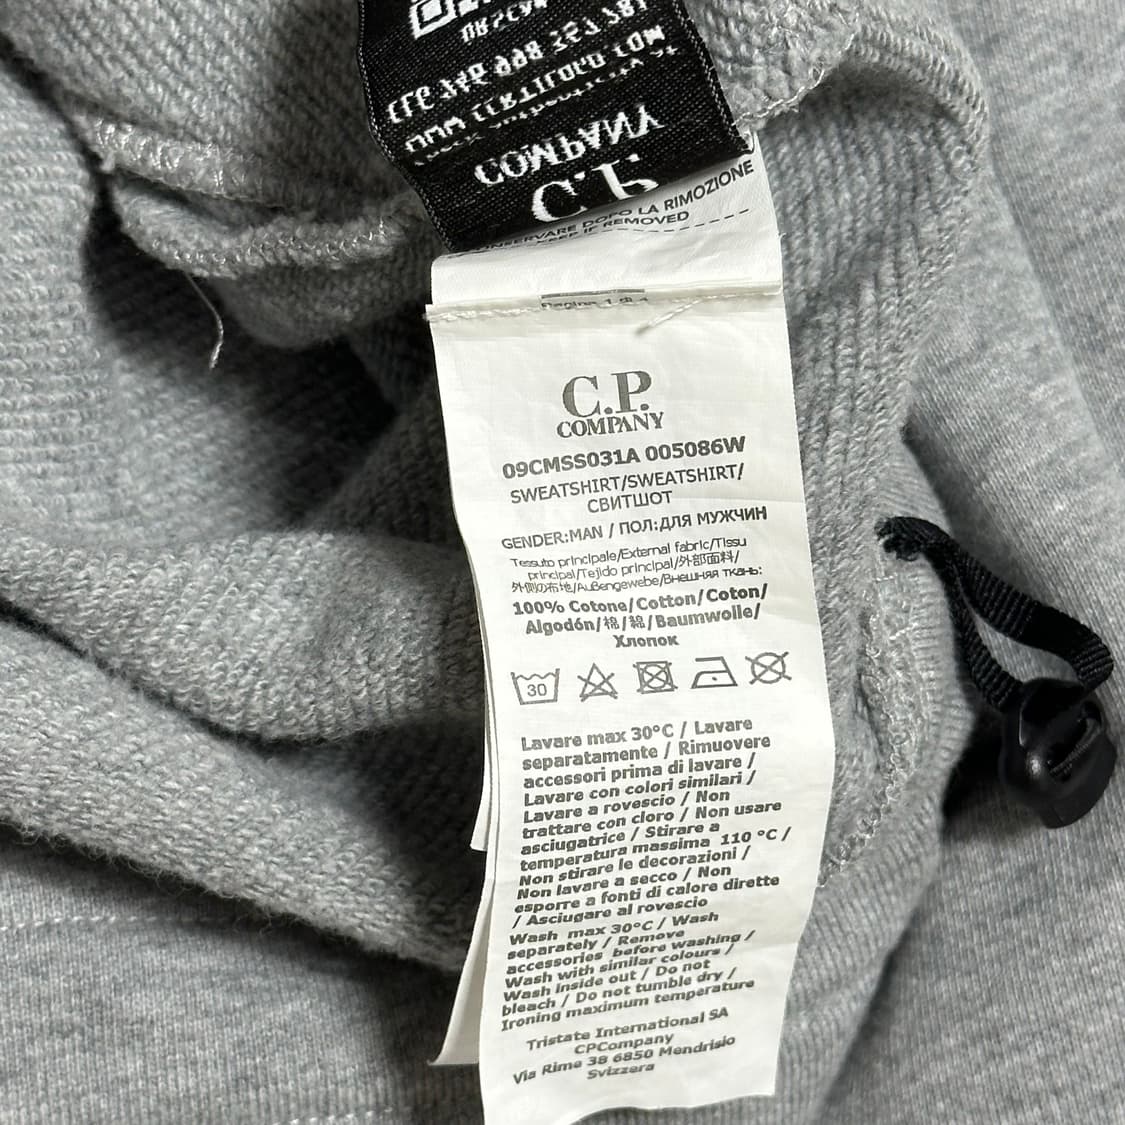 CONSERVARE DOPO LA RIMOZIONE
KEEP IF REMOVED
C.P.
COMPANY
09CMSS031A 005086W
SWEATSHIRT/SWEATSHIRT/
СВИТШОТ
GENDER:MAN / ПОЛ:ДЛЯ МУЖЧИН
Tessuto principale/External fabric/Tissu
principal/Tejido principal/外部面料/
外側の布地/Außengewebe/Внешняя ткань:
100% Cotone/Cotton/Coton/
Algodón/棉/綿/Baumwolle/
Хлопок
30
Lavare max 30°C / Lavare
separatamente / Rimuovere
accessori prima di lavare /
Lavare con colori similari /
Lavare a rovescio / Non
trattare con cloro / Non usare
asciugatrice / Stirare a
temperatura massima 110 °C /
Non stirare le decorazioni /
Non lavare a secco / Non
esporre a fonti di calore dirette
/ Asciugare al rovescio
Wash max 30°C / Wash
separately / Remove
accessories before washing /
Wash with similar colours /
Wash inside out / Do not
bleach / Do not tumble dry /
Ironing maximum temperature
Tristate International SA
CPCompany
Via Rime 38 6850 Mendrisio
Svizzera
C.P.
COMPANY